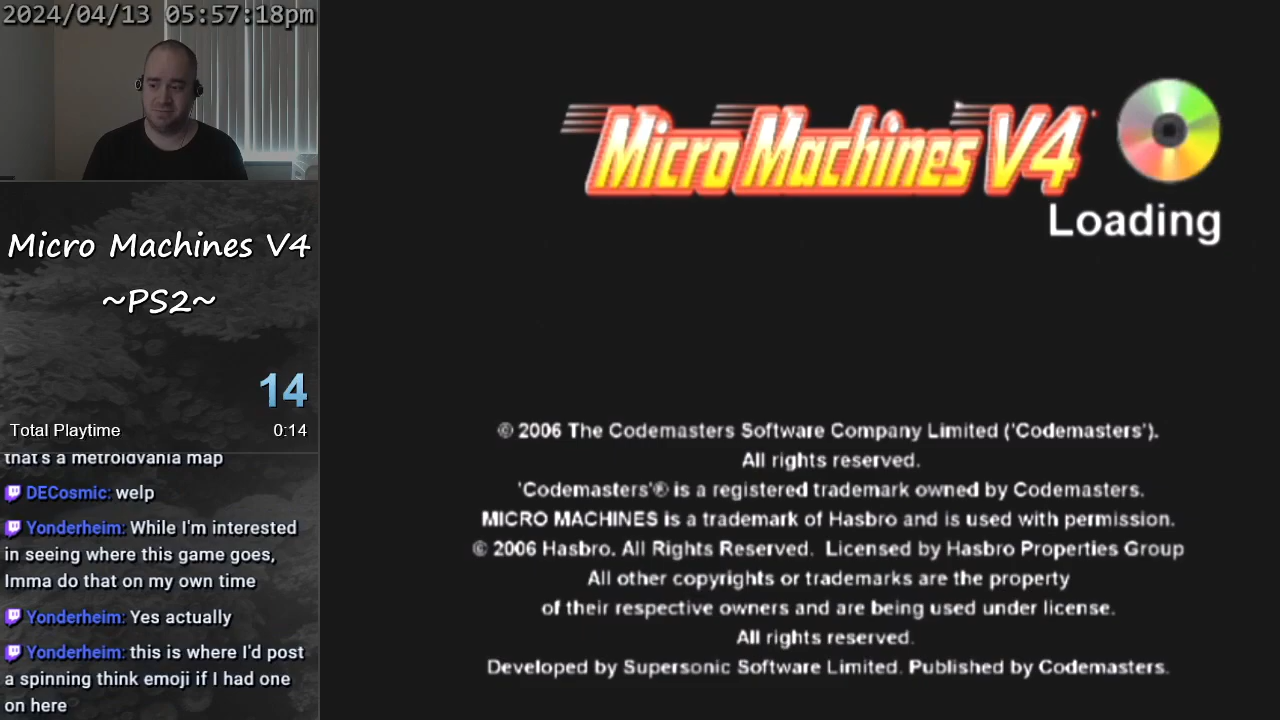 2024/04/13 05:57:18pm
Micro Machines V4
~PS2~
14
Total Playtime 0:14
that's a metroidvania map
DECosmic: welp
Yonderheim: While I'm interested
in seeing where this game goes,
Imma do that on my own time
Yonderheim: Yes actually
Yonderheim: this is where I'd post
a spinning think emoji if I had one
on here
Micro Machines V4
Loading
© 2006 The Codemasters Software Company Limited ('Codemasters').
All rights reserved.
'Codemasters'® is a registered trademark owned by Codemasters.
MICRO MACHINES is a trademark of Hasbro and is used with permission.
© 2006 Hasbro. All Rights Reserved. Licensed by Hasbro Properties Group
All other copyrights or trademarks are the property
of their respective owners and are being used under license.
All rights reserved.
Developed by Supersonic Software Limited. Published by Codemasters.